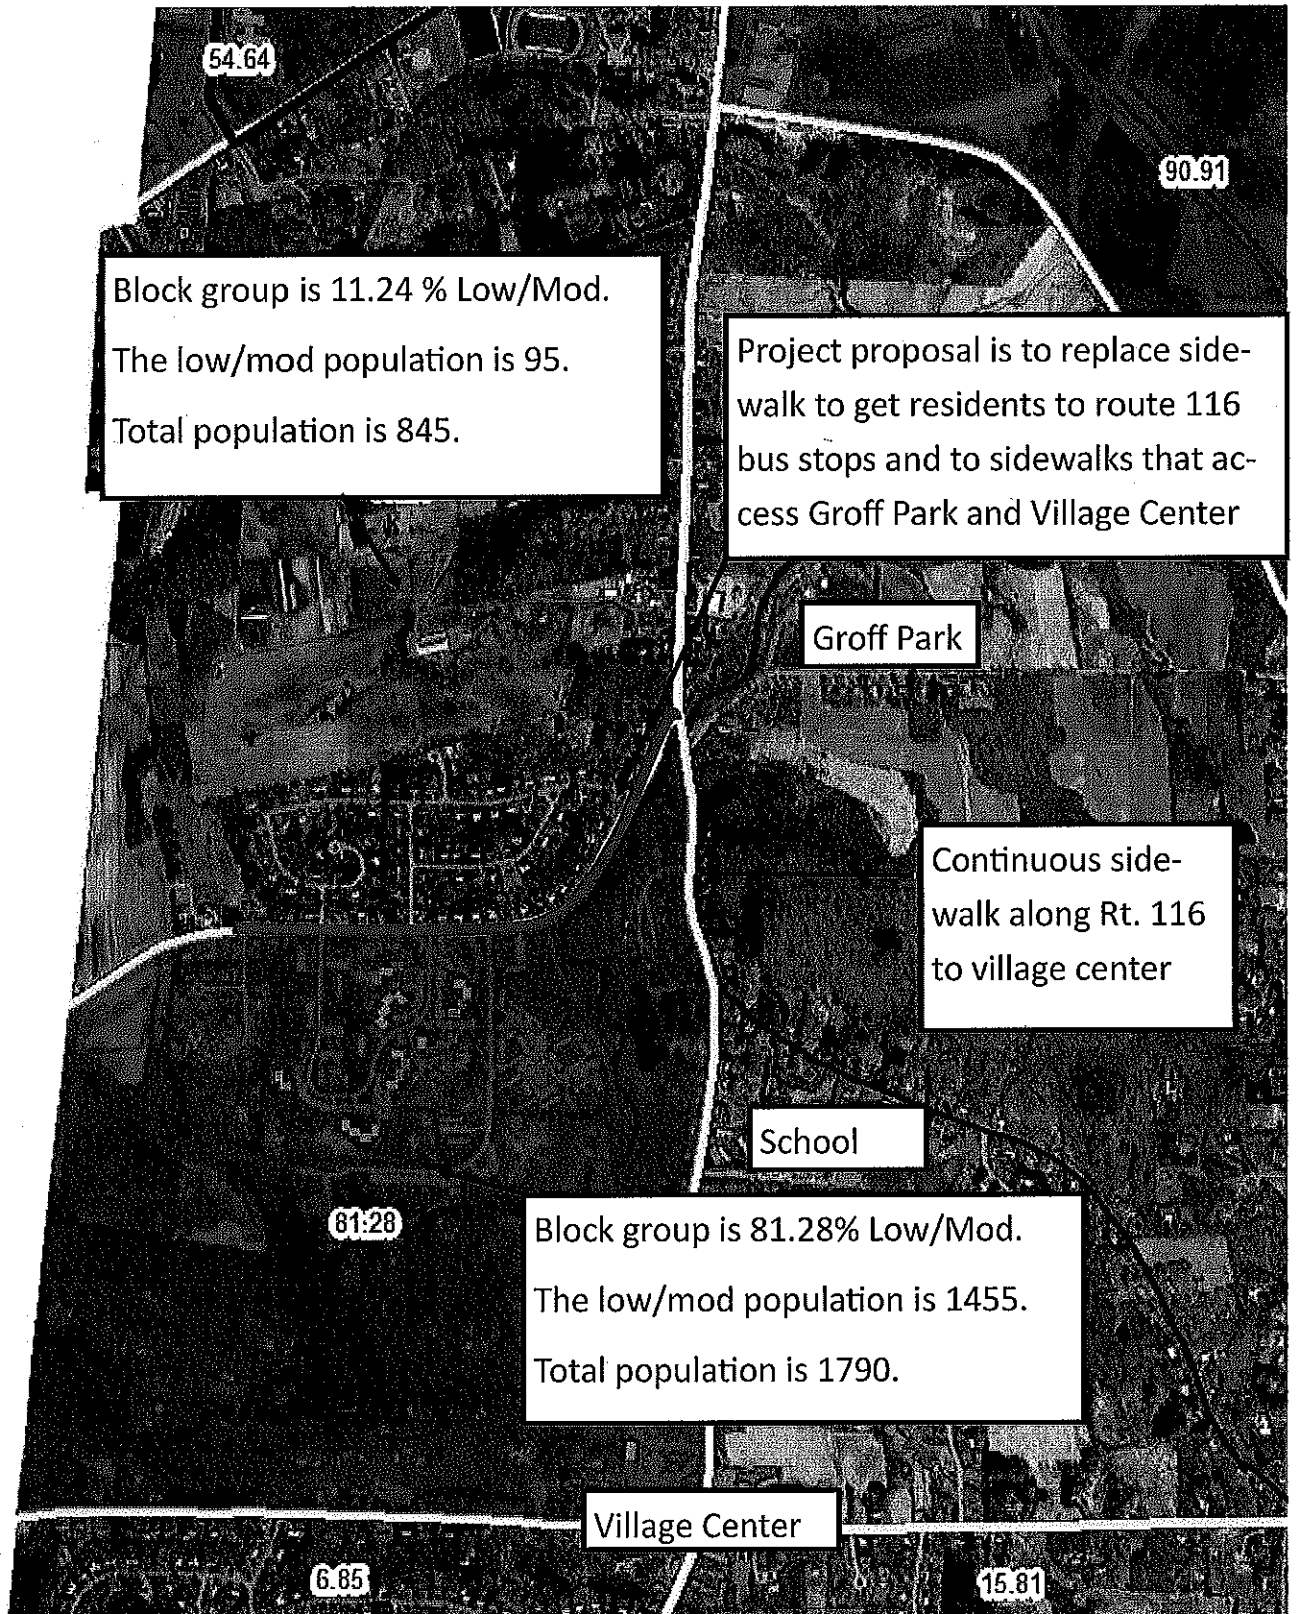 54.64
90.91
Block group is 11.24 % Low/Mod.
The low/mod population is 95.
Total population is 845.
Project proposal is to replace side-
walk to get residents to route 116
bus stops and to sidewalks that ac-
cess Groff Park and Village Center
Groff Park
Continuous side-
walk along Rt. 116
to village center
School
81.28
Block group is 81.28% Low/Mod.
The low/mod population is 1455.
Total population is 1790.
Village Center
6.85
15.81